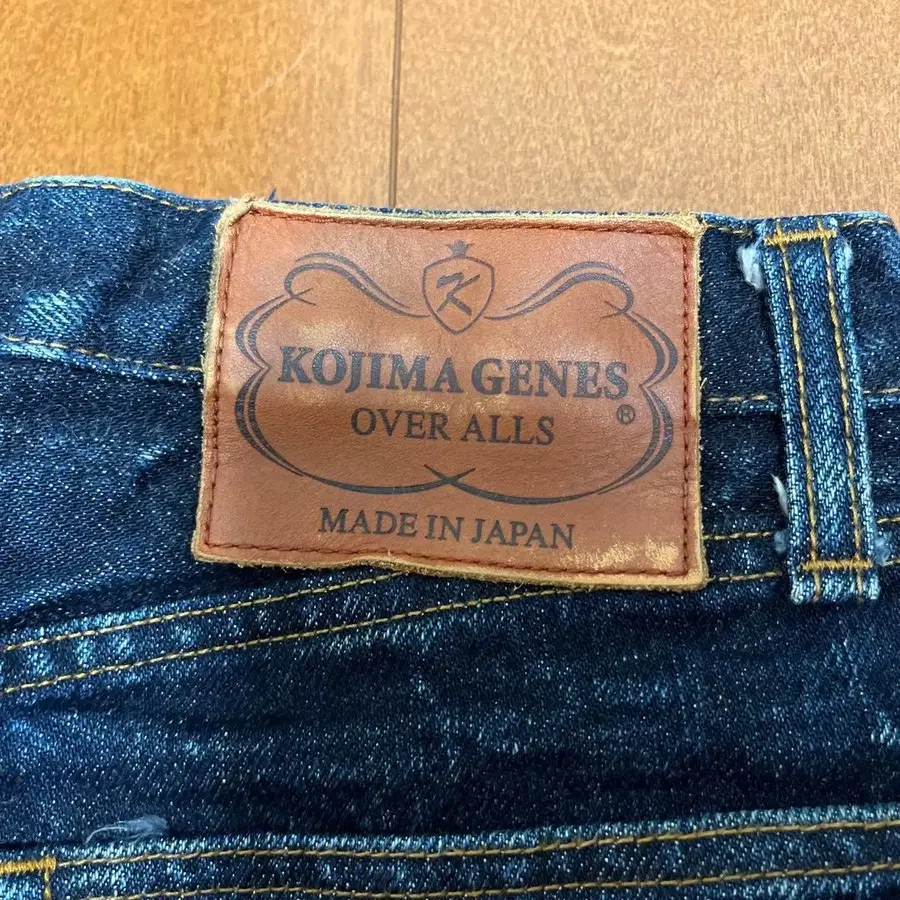 K
KOJIMA GENES®
OVER ALLS
MADE IN JAPAN